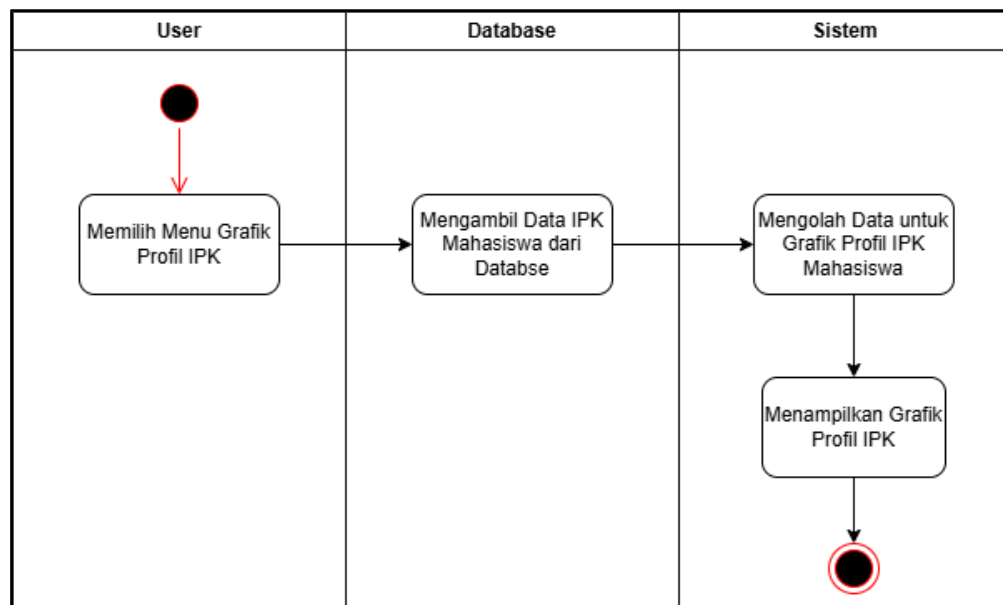 User
Database
Sistem
Memilih Menu Grafik
Profil IPK
Mengambil Data IPK
Mahasiswa dari
Databse
Mengolah Data untuk
Grafik Profil IPK
Mahasiswa
Menampilkan Grafik
Profil IPK